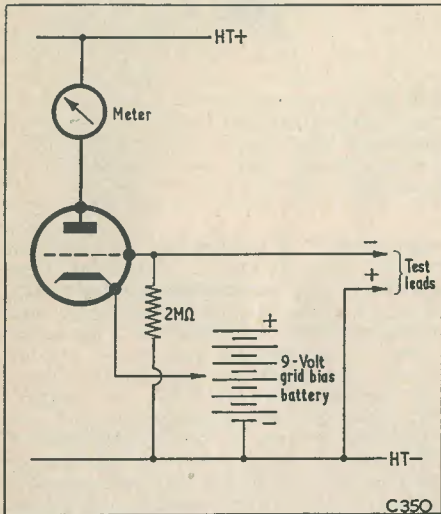 HT+
Meter
−
+
Test
leads
2MΩ
+
9-Volt
grid bias
battery
−
HT−
C350